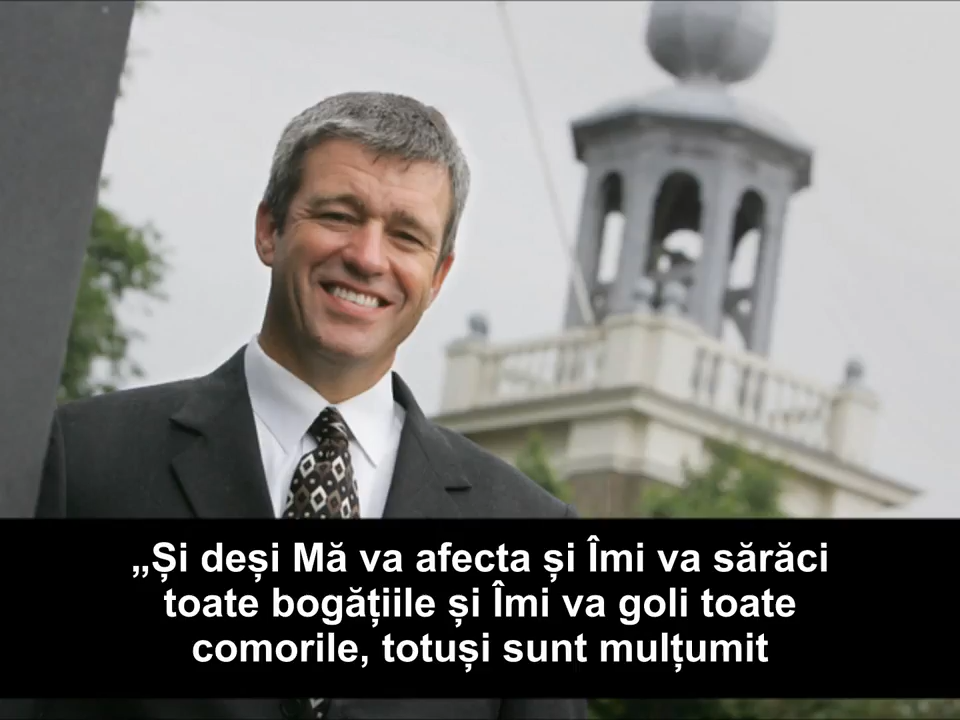 „Și deși Mă va afecta și Îmi va sărăci
toate bogățiile și Îmi va goli toate
comorile, totuși sunt mulțumit